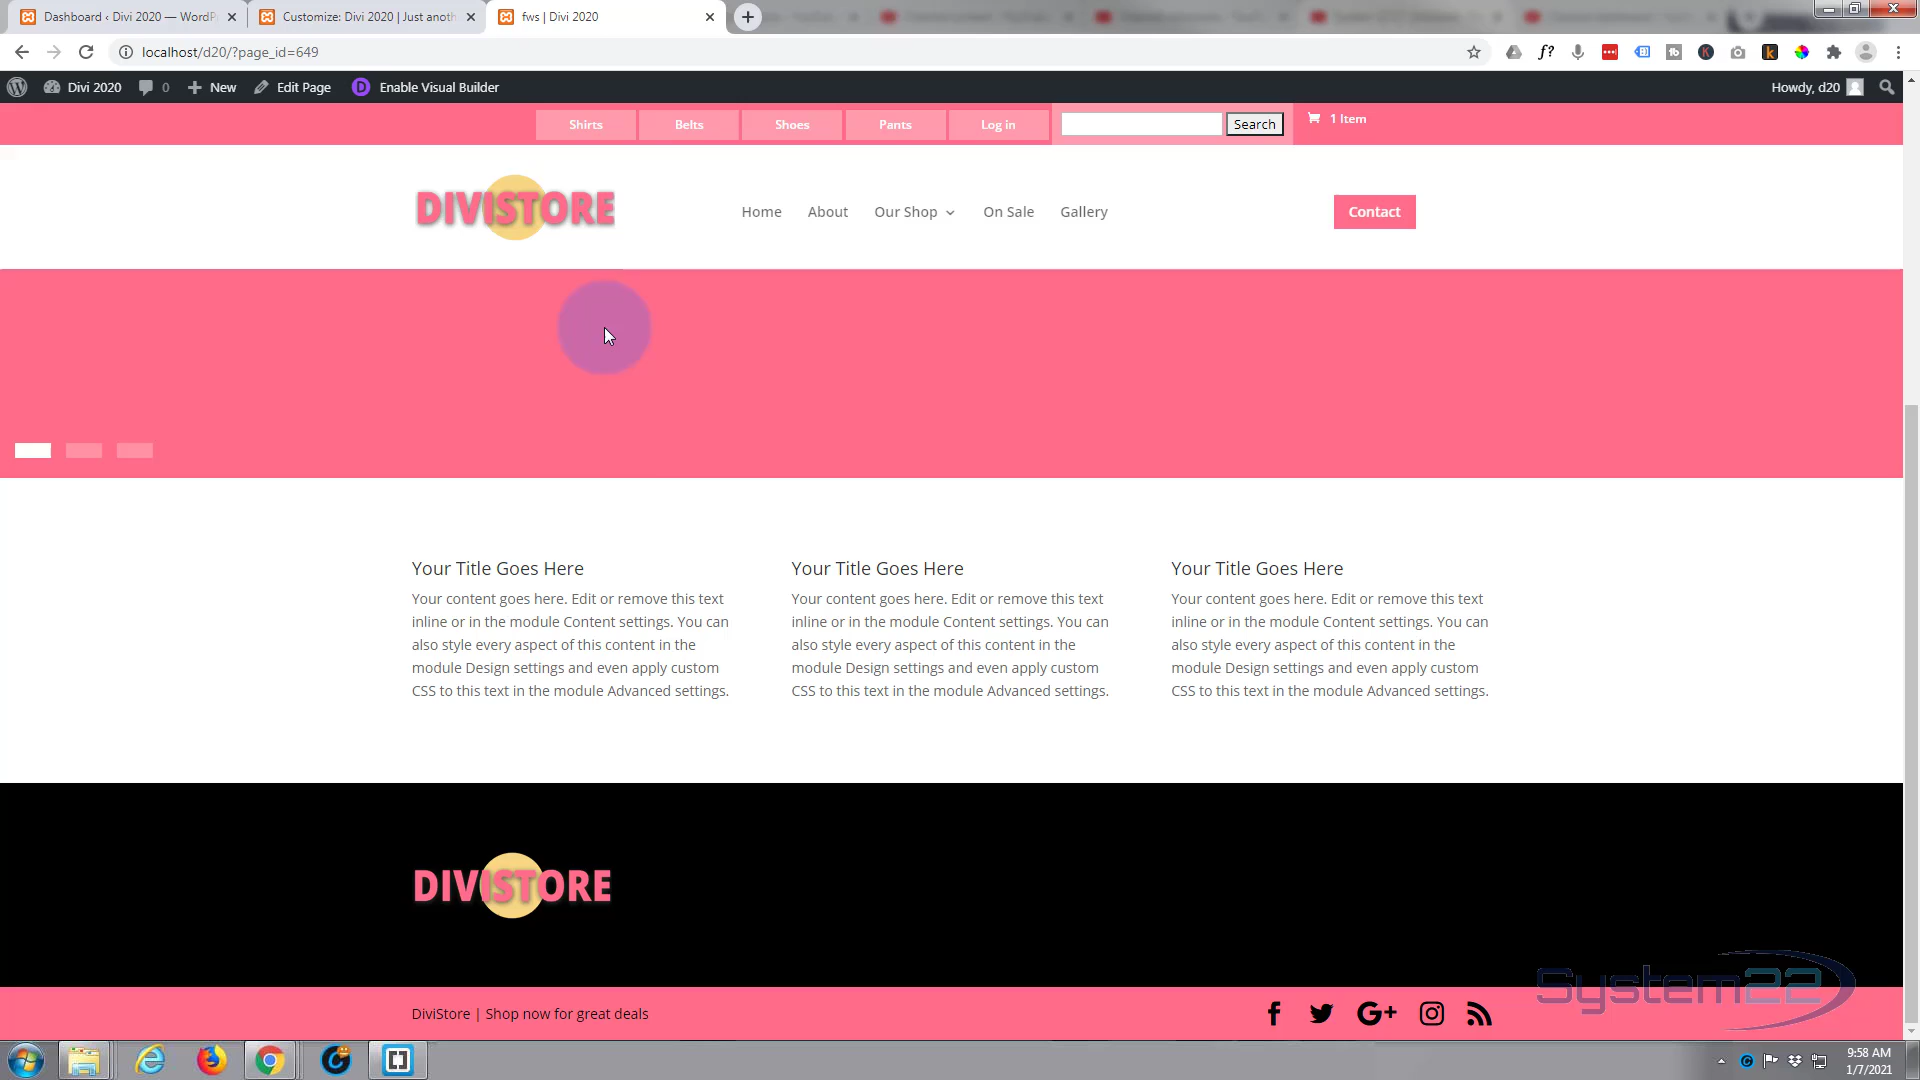 Dashboard ‹ Divi 2020 — WordP
Customize: Divi 2020 | Just anoth
fws | Divi 2020
localhost/d20/?page_id=649
Divi 2020
0
New
Edit Page
Enable Visual Builder
Howdy, d20
Shirts
Belts
Shoes
Pants
Log in
Search
1 Item
DIVISTORE
Home
About
Our Shop
On Sale
Gallery
Contact
Your Title Goes Here
Your content goes here. Edit or remove this text
inline or in the module Content settings. You can
also style every aspect of this content in the
module Design settings and even apply custom
CSS to this text in the module Advanced settings.
Your Title Goes Here
Your content goes here. Edit or remove this text
inline or in the module Content settings. You can
also style every aspect of this content in the
module Design settings and even apply custom
CSS to this text in the module Advanced settings.
Your Title Goes Here
Your content goes here. Edit or remove this text
inline or in the module Content settings. You can
also style every aspect of this content in the
module Design settings and even apply custom
CSS to this text in the module Advanced settings.
DIVISTORE
System22
DiviStore | Shop now for great deals
9:58 AM
1/7/2021